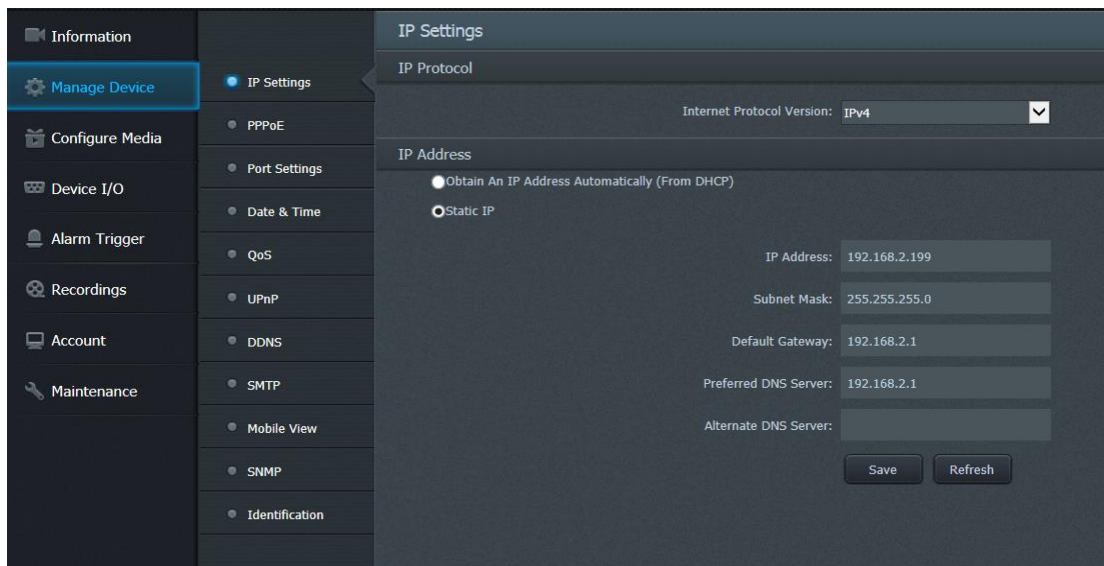 Information
Manage Device
Configure Media
Device I/O
Alarm Trigger
Recordings
Account
Maintenance
IP Settings
PPPoE
Port Settings
Date & Time
QoS
UPnP
DDNS
SMTP
Mobile View
SNMP
Identification
IP Settings
IP Protocol
Internet Protocol Version: IPv4
IP Address
Obtain An IP Address Automatically (From DHCP)
Static IP
IP Address: 192.168.2.199
Subnet Mask: 255.255.255.0
Default Gateway: 192.168.2.1
Preferred DNS Server: 192.168.2.1
Alternate DNS Server:
Save Refresh